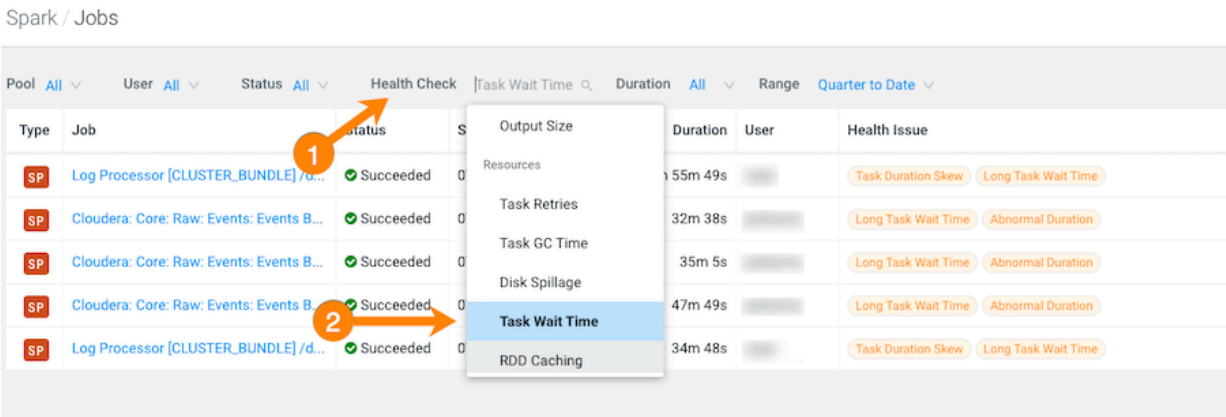 Spark / Jobs
Pool All User All Status All Health Check Task Wait Time Duration All Range Quarter to Date
Type Job Status S Duration User Health Issue
Output Size
Resources
Task Retries
Task GC Time
Disk Spillage
Task Wait Time
RDD Caching
1
2
SP Log Processor [CLUSTER_BUNDLE] /d... Succeeded 55m 49s Task Duration Skew Long Task Wait Time
SP Cloudera: Core: Raw: Events: Events B... Succeeded 32m 38s Long Task Wait Time Abnormal Duration
SP Cloudera: Core: Raw: Events: Events B... Succeeded 35m 5s Long Task Wait Time Abnormal Duration
SP Cloudera: Core: Raw: Events: Events B... Succeeded 47m 49s Long Task Wait Time Abnormal Duration
SP Log Processor [CLUSTER_BUNDLE] /d... Succeeded 34m 48s Task Duration Skew Long Task Wait Time